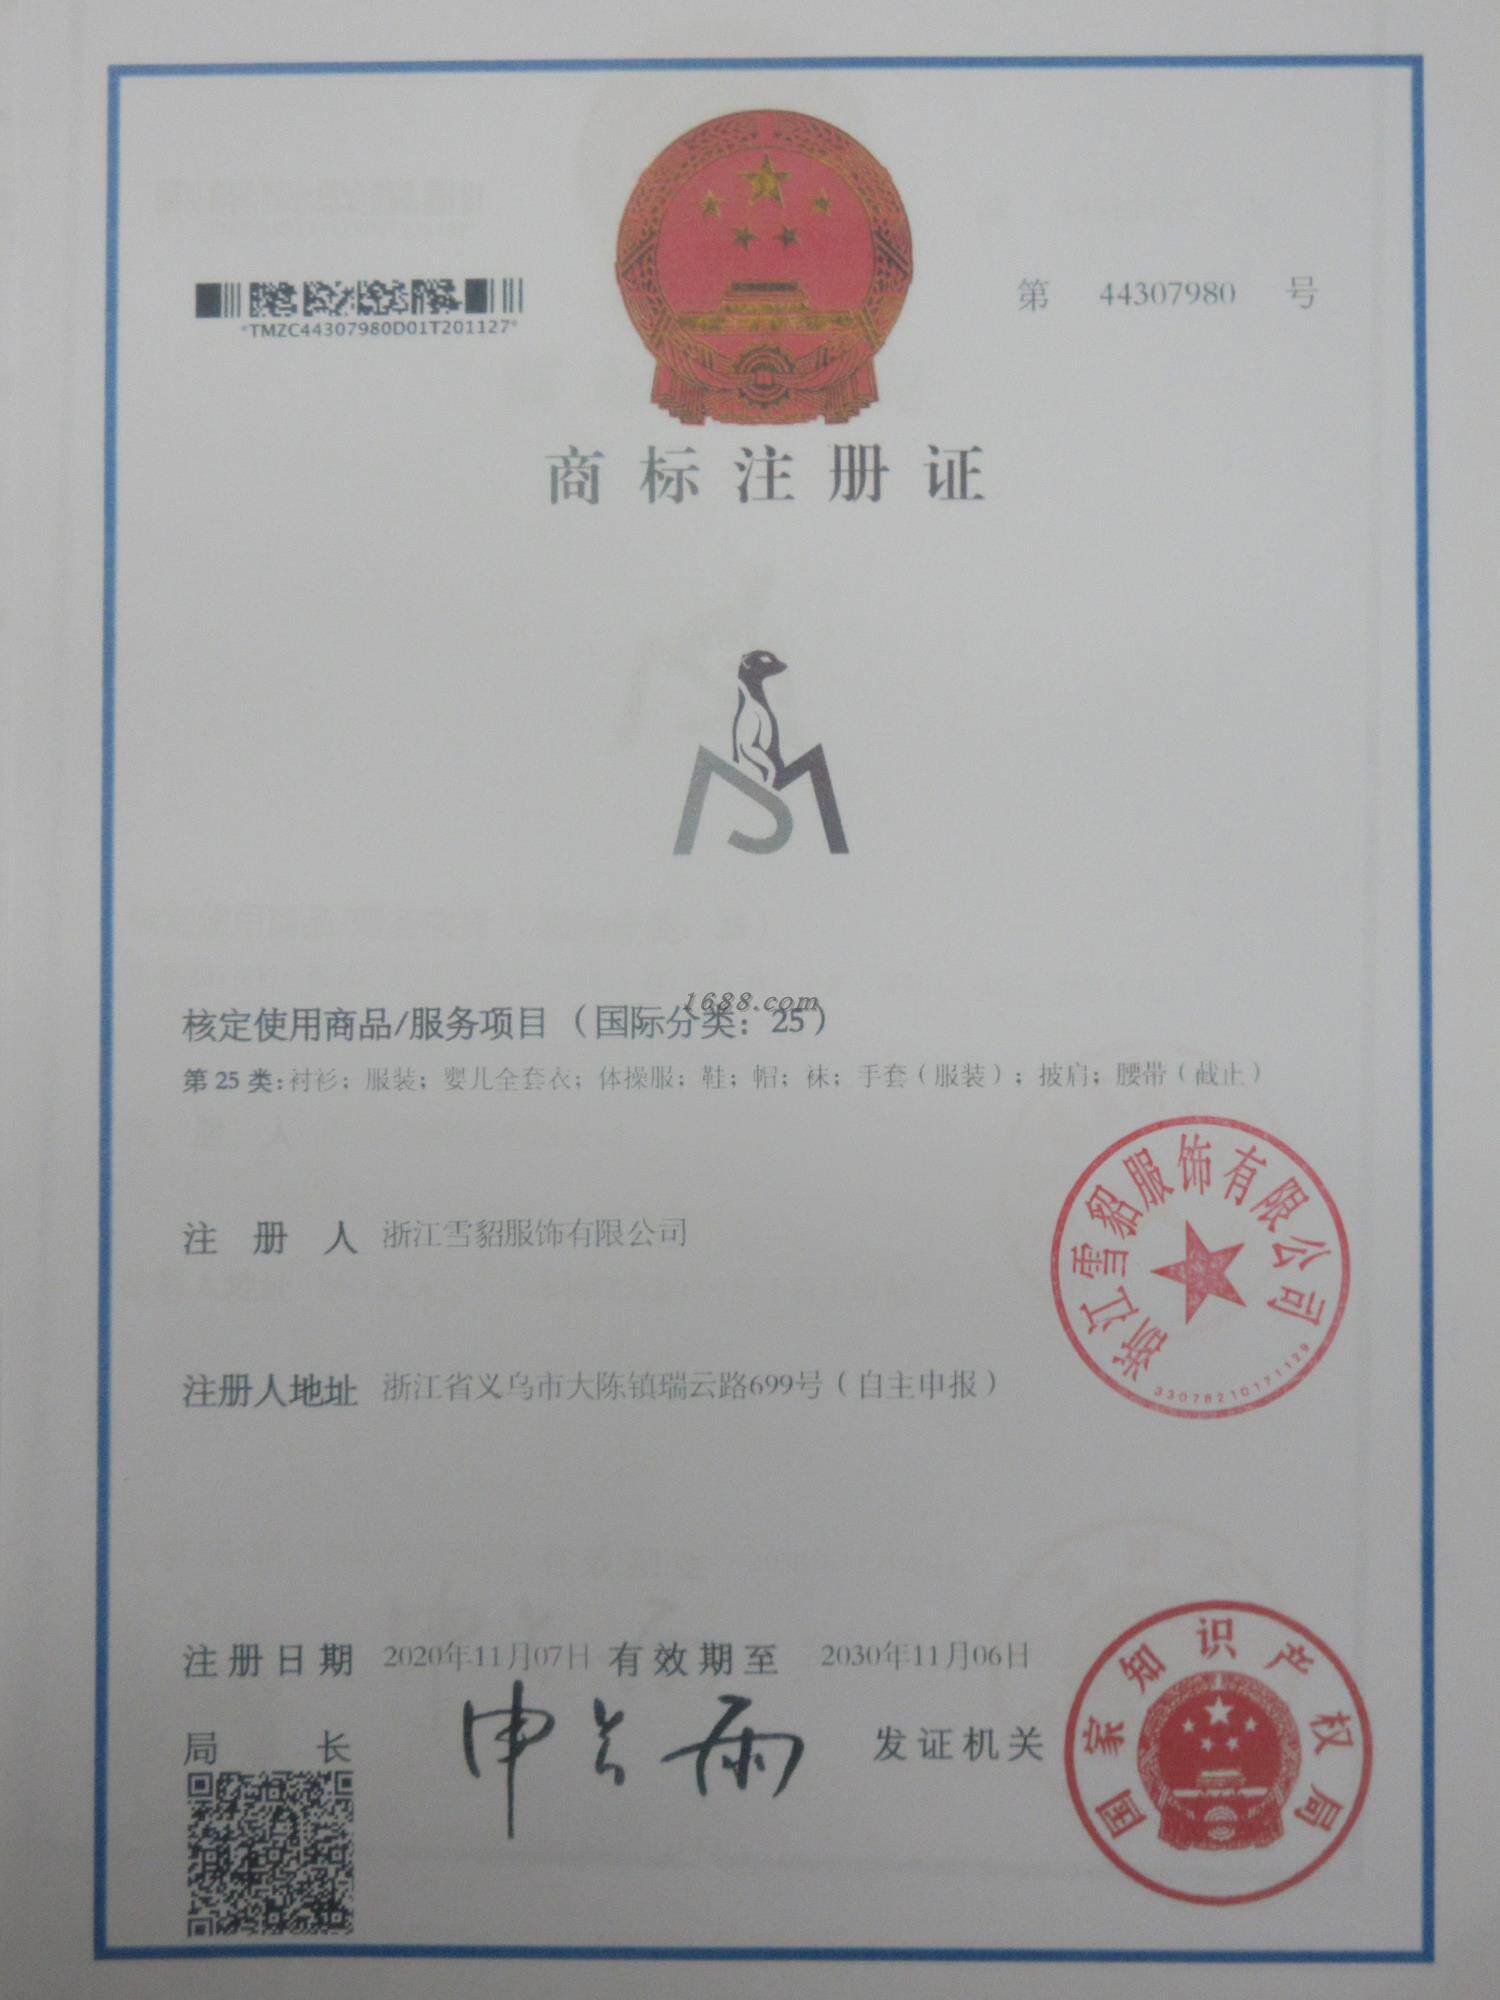 *TMZC44307980D01T201127*
第 44307980 号
商标注册证
1688.com
核定使用商品/服务项目（国际分类：25）
第 25 类：衬衫；服装；婴儿全套衣；体操服；鞋；帽；袜；手套（服装）；披肩；腰带（截止）
注册人 浙江雪貂服饰有限公司
浙江雪貂服饰有限公司
33078210171129
注册人地址 浙江省义乌市大陈镇瑞云路699号（自主申报）
注册日期 2020年11月07日 有效期至 2030年11月06日
局长 申长雨 发证机关
国家知识产权局